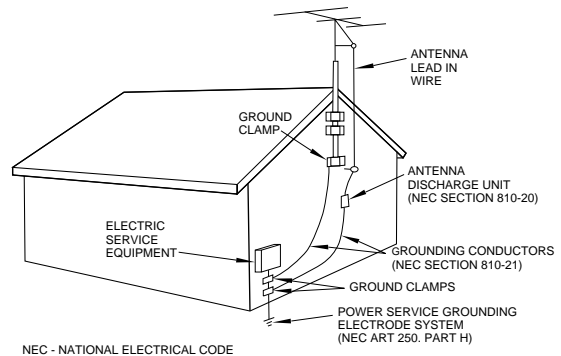 ANTENNA
LEAD IN
WIRE
GROUND
CLAMP
ANTENNA
DISCHARGE UNIT
(NEC SECTION 810-20)
ELECTRIC
SERVICE
EQUIPMENT
GROUNDING CONDUCTORS
(NEC SECTION 810-21)
GROUND CLAMPS
POWER SERVICE GROUNDING
ELECTRODE SYSTEM
(NEC ART 250. PART H)
NEC - NATIONAL ELECTRICAL CODE